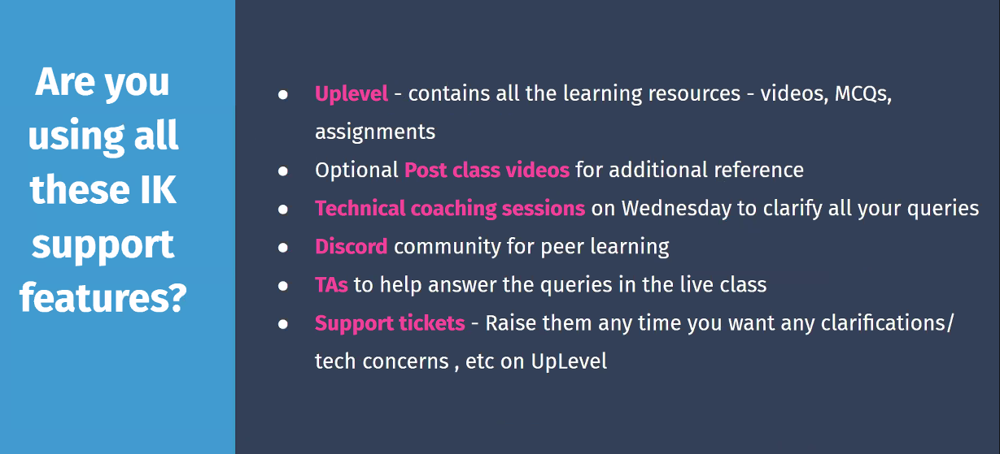 Are you
using all
these IK
support
features?
● Uplevel - contains all the learning resources - videos, MCQs,
assignments
● Optional Post class videos for additional reference
● Technical coaching sessions on Wednesday to clarify all your queries
● Discord community for peer learning
● TAs to help answer the queries in the live class
● Support tickets - Raise them any time you want any clarifications/
tech concerns , etc on UpLevel